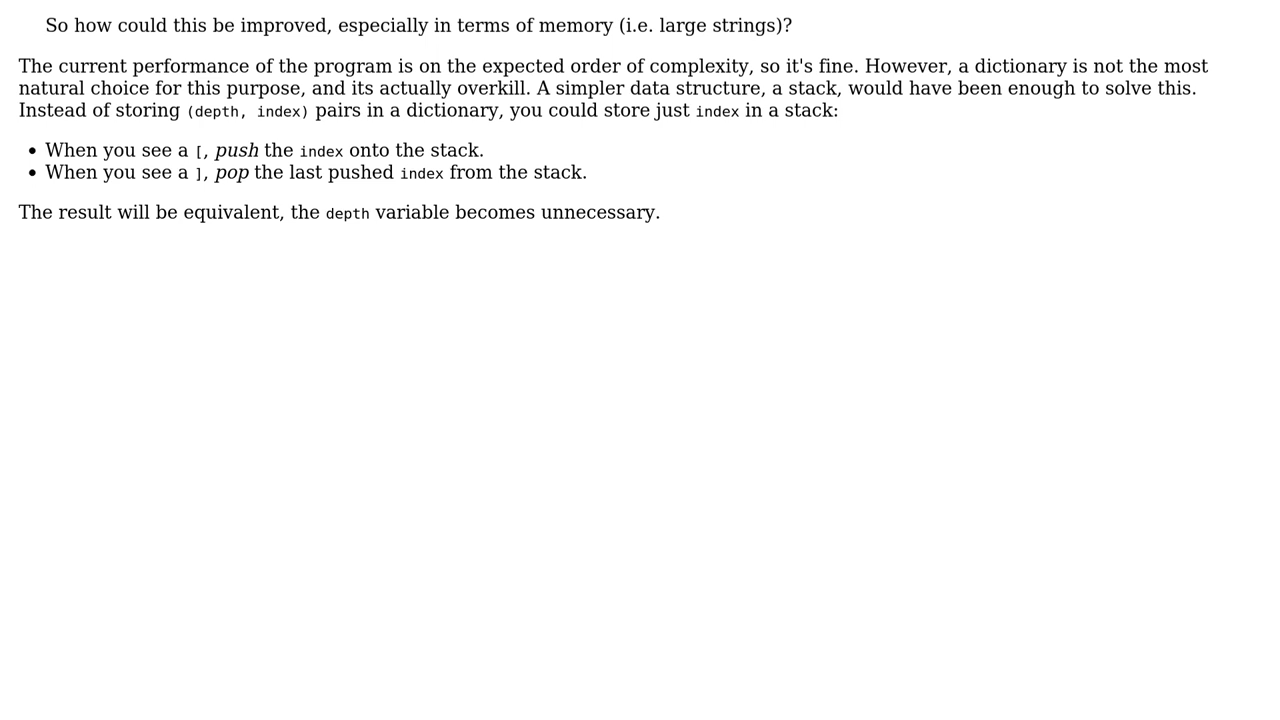 So how could this be improved, especially in terms of memory (i.e. large strings)?
The current performance of the program is on the expected order of complexity, so it's fine. However, a dictionary is not the most
natural choice for this purpose, and its actually overkill. A simpler data structure, a stack, would have been enough to solve this.
Instead of storing (depth, index) pairs in a dictionary, you could store just index in a stack:
• When you see a [, push the index onto the stack.
• When you see a ], pop the last pushed index from the stack.
The result will be equivalent, the depth variable becomes unnecessary.